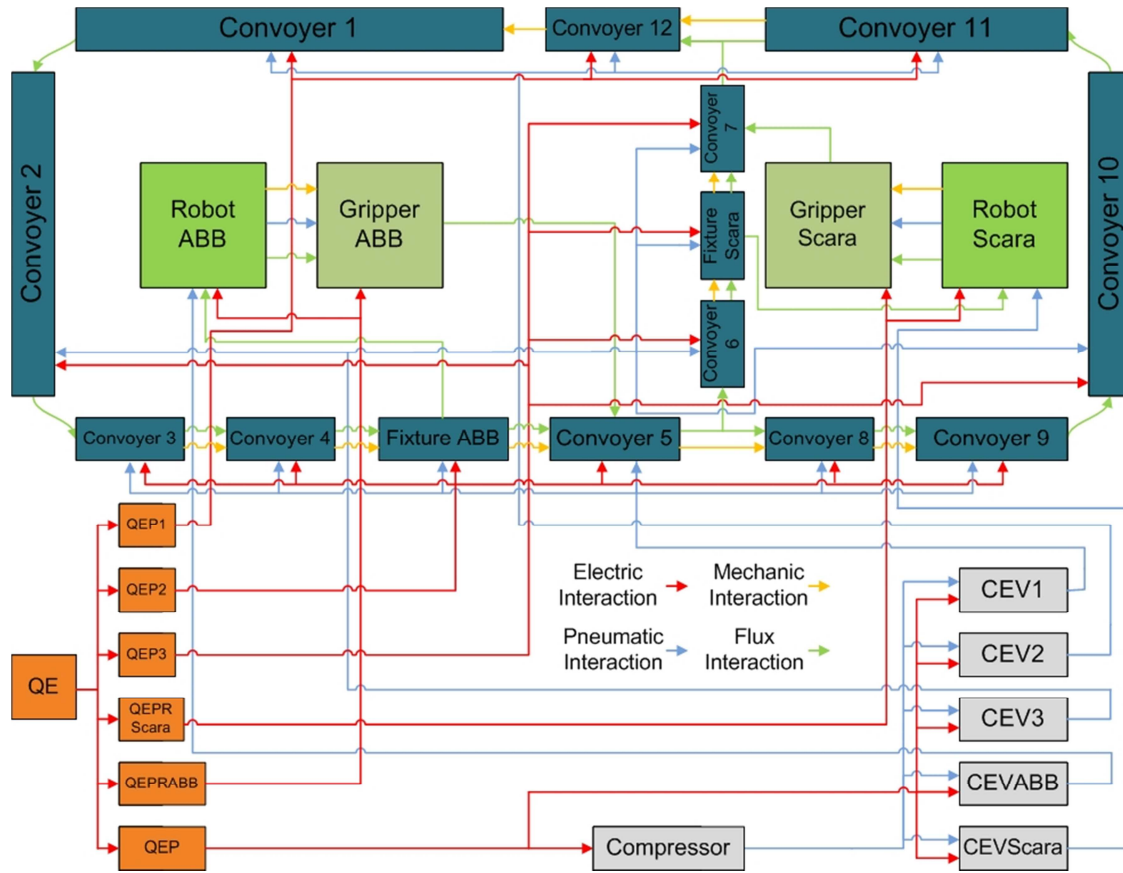 Convoyer 1
Convoyer 12
Convoyer 11
Convoyer 2
Convoyer 7
Convoyer 10
Robot
ABB
Gripper
ABB
Fixture
Scara
Gripper
Scara
Robot
Scara
Convoyer
6
Convoyer 3
Convoyer 4
Fixture ABB
Convoyer 5
Convoyer 8
Convoyer 9
QEP1
QEP2
QEP3
QE
QEPR
Scara
QEPRABB
QEP
Electric
Interaction
Mechanic
Interaction
Pneumatic
Interaction
Flux
Interaction
CEV1
CEV2
CEV3
CEVABB
Compressor
CEVScara